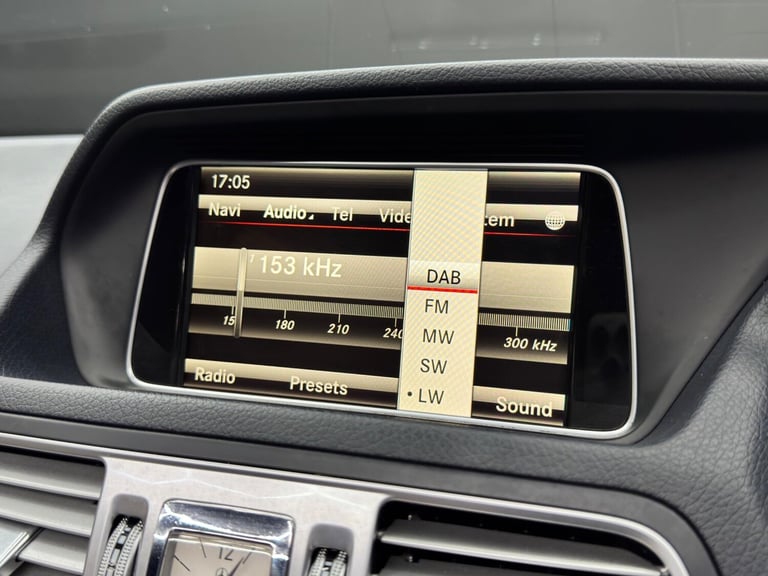 17:05
Navi Audio Tel Vide tem
153 kHz
15 180 210 240 300 kHz
DAB
FM
MW
SW
• LW
Radio Presets Sound
12